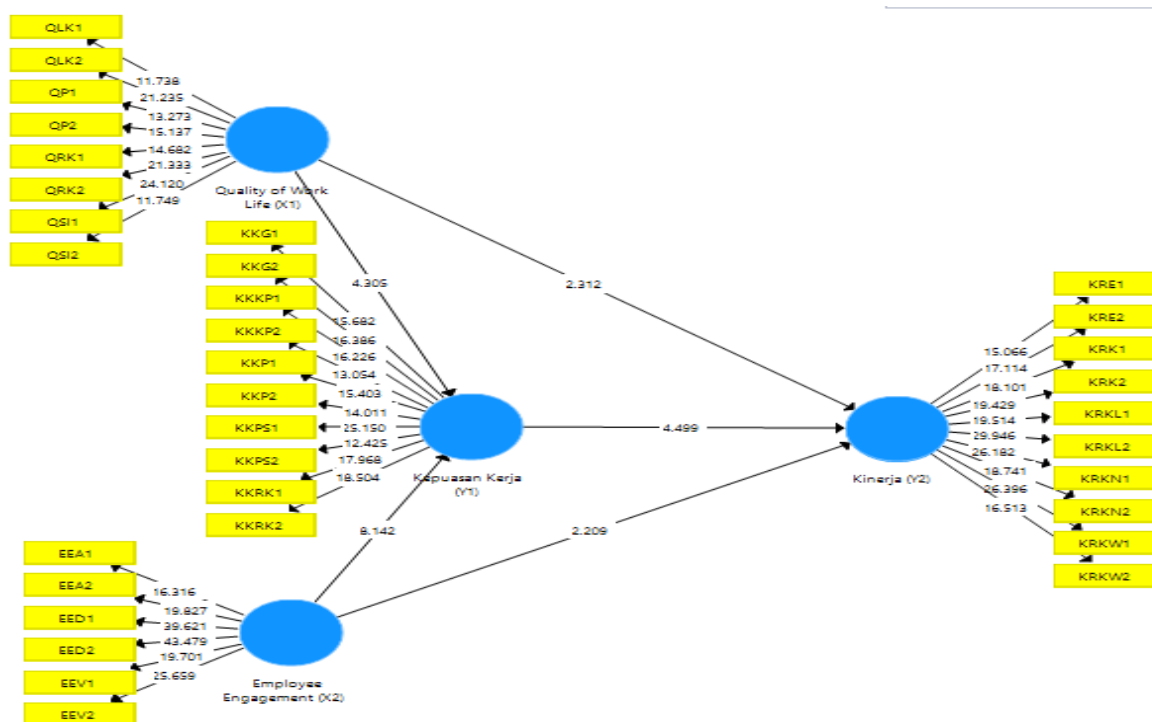 QLK1
QLK2
QP1
QP2
QRK1
QRK2
QSI1
QSI2
11.738
21.235
13.273
15.137
14.682
21.333
24.120
11.749
Quality of Work
Life (X1)
4.305
2.312
KKG1
KKG2
KKKP1
KKKP2
KKP1
KKP2
KKPS1
KKPS2
KKRK1
KKRK2
15.682
16.386
16.226
13.054
15.403
14.011
25.150
12.425
17.968
18.504
Kepuasan Kerja
(Y1)
4.499
8.142
2.209
EEA1
EEA2
EED1
EED2
EEV1
EEV2
16.316
19.827
39.621
43.479
19.701
25.659
Employee
Engagement (X2)
Kinerja (Y2)
15.066
17.114
18.101
19.429
19.514
29.946
26.182
18.741
26.396
16.513
KRE1
KRE2
KRK1
KRK2
KRKL1
KRKL2
KRKN1
KRKN2
KRKW1
KRKW2